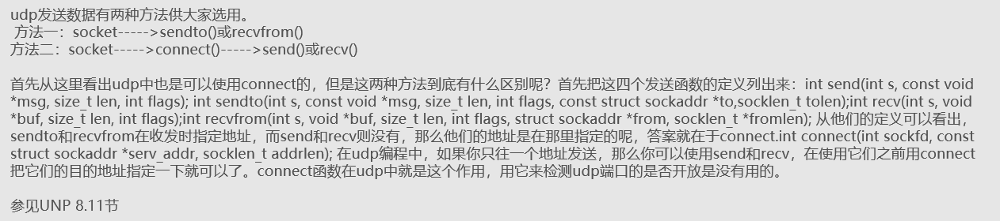 udp发送数据有两种方法供大家选用。
方法一：socket----->sendto()或recvfrom()
方法二：socket----->connect()----->send()或recv()
首先从这里看出udp中也是可以使用connect的，但是这两种方法到底有什么区别呢？首先把这四个发送函数的定义列出来：int send(int s, const void
*msg, size_t len, int flags); int sendto(int s, const void *msg, size_t len, int flags, const struct sockaddr *to,socklen_t tolen);int recv(int s, void
*buf, size_t len, int flags);int recvfrom(int s, void *buf, size_t len, int flags, struct sockaddr *from, socklen_t *fromlen); 从他们的定义可以看出，
sendto和recvfrom在收发时指定地址，而send和recv则没有，那么他们的地址是在那里指定的呢，答案就在于connect.int connect(int sockfd, const
struct sockaddr *serv_addr, socklen_t addrlen); 在udp编程中，如果你只往一个地址发送，那么你可以使用send和recv，在使用它们之前用connect
把它们的目的地址指定一下就可以了。connect函数在udp中就是这个作用，用它来检测udp端口的是否开放是没有用的。
参见UNP 8.11节